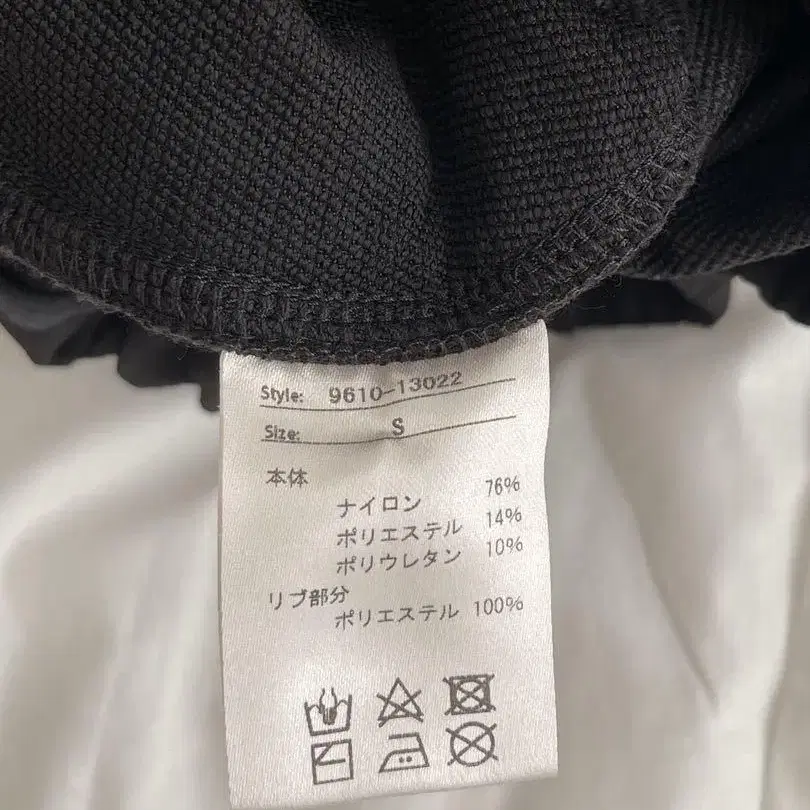 Style: 9610-13022
Size: S
本体
ナイロン 76%
ポリエステル 14%
ポリウレタン 10%
リブ部分
ポリエステル 100%